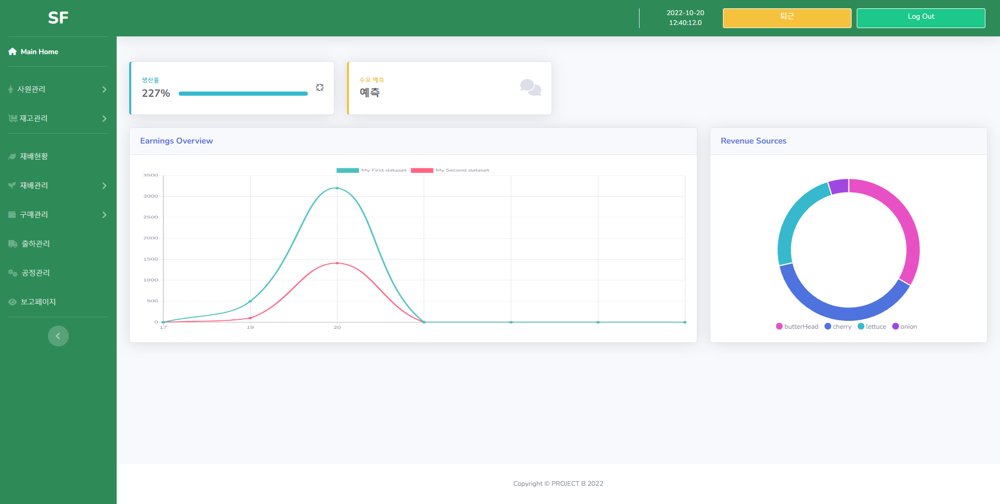 SF
2022-10-20
12:40:12.0
퇴근
Log Out
Main Home
사원관리
재고관리
재배현황
재배관리
구매관리
출하관리
공정관리
보고페이지
생산율
227%
수요 예측
예측
Earnings Overview
My First dataset
My Second dataset
3500
3000
2500
2000
1500
1000
500
0
17
19
20
Revenue Sources
butterHead
cherry
lettuce
onion
Copyright © PROJECT B 2022